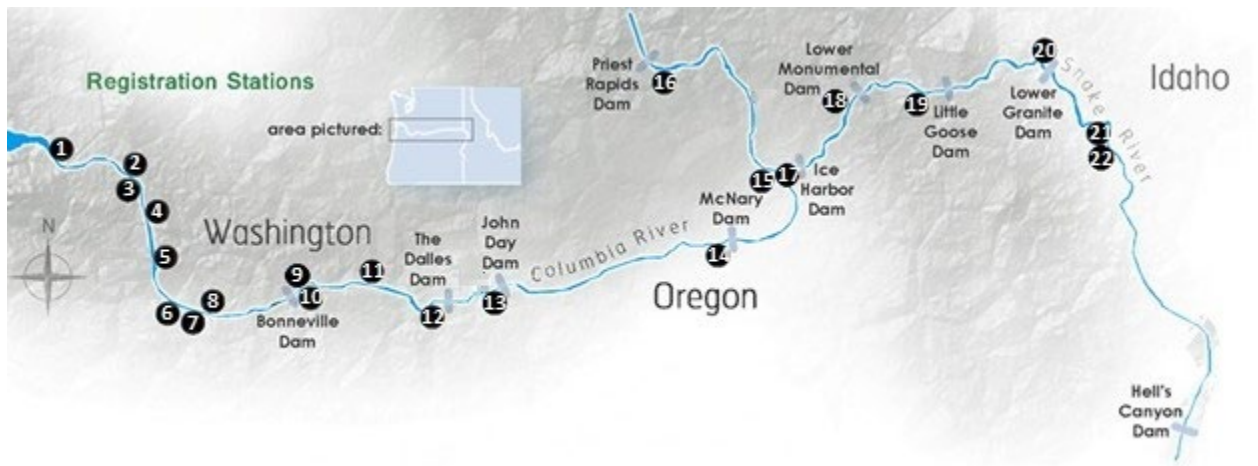 Registration Stations
area pictured:
Priest
Rapids
Dam
16
Lower
Monumental
Dam
18
19
Little
Goose
Dam
20
Lower
Granite
Dam
Snake River
Idaho
21
22
1
2
3
4
5
6
7
8
N
Washington
9
10
Bonneville
Dam
11
The
Dalles
Dam
12
John
Day
Dam
13
Columbia River
McNary
Dam
14
15
17
Ice
Harbor
Dam
Oregon
Hell's
Canyon
Dam